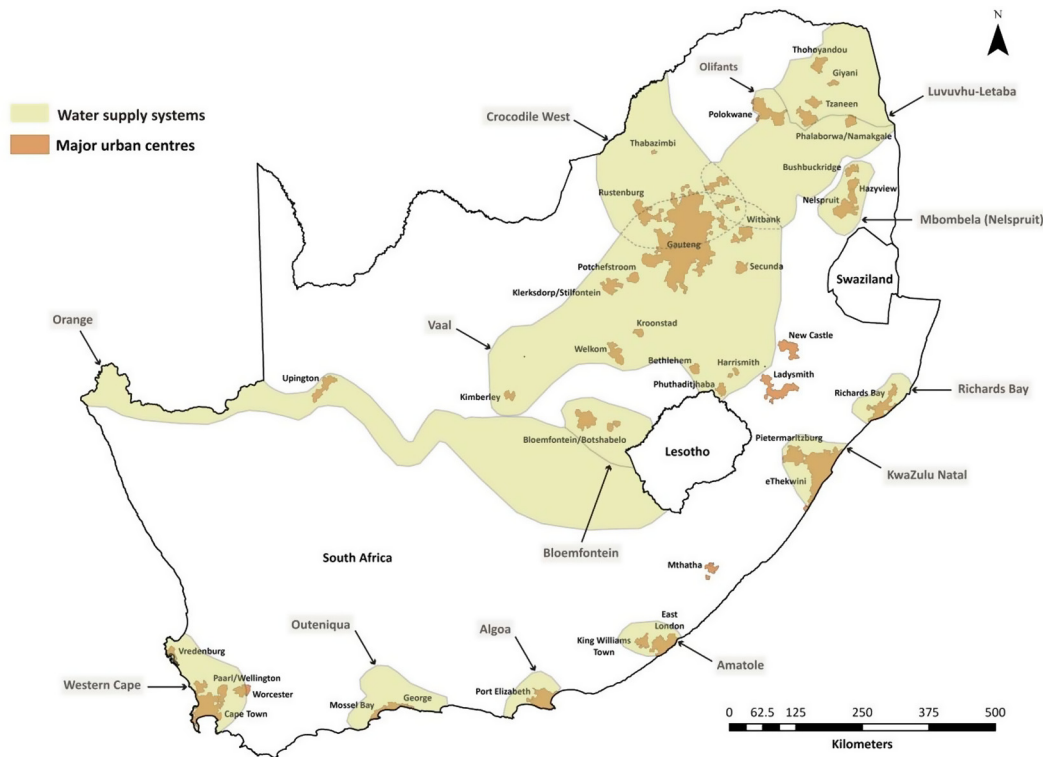 N
Thohoyandou
Olifants
Giyani
Luvuvhu-Letaba
Water supply systems
Tzaneen
Crocodile West
Polokwane
Major urban centres
Phalaborwa/Namakgale
Thabazimbi
Bushbuckridge
Hazyview
Rustenburg
Nelspruit
Mbombela (Nelspruit)
Witbank
Gauteng
Potchefstroom
Secunda
Swaziland
Klerksdorp/Stilfontein
Orange
Vaal
Kroonstad
New Castle
Welkom
Bethlehem
Harrismith
Upington
Ladysmith
Phuthaditjhaba
Richards Bay
Richards Bay
Kimberley
Pietermaritzburg
Bloemfontein/Botshabelo
Lesotho
KwaZulu Natal
eThekwini
Bloemfontein
South Africa
Mthatha
East
London
Outeniqua
Algoa
King Williams
Town
Vredenburg
Amatole
Paarl/Wellington
Western Cape
Worcester
Port Elizabeth
George
Mossel Bay
Cape Town
0 62.5 125 250 375 500
Kilometers